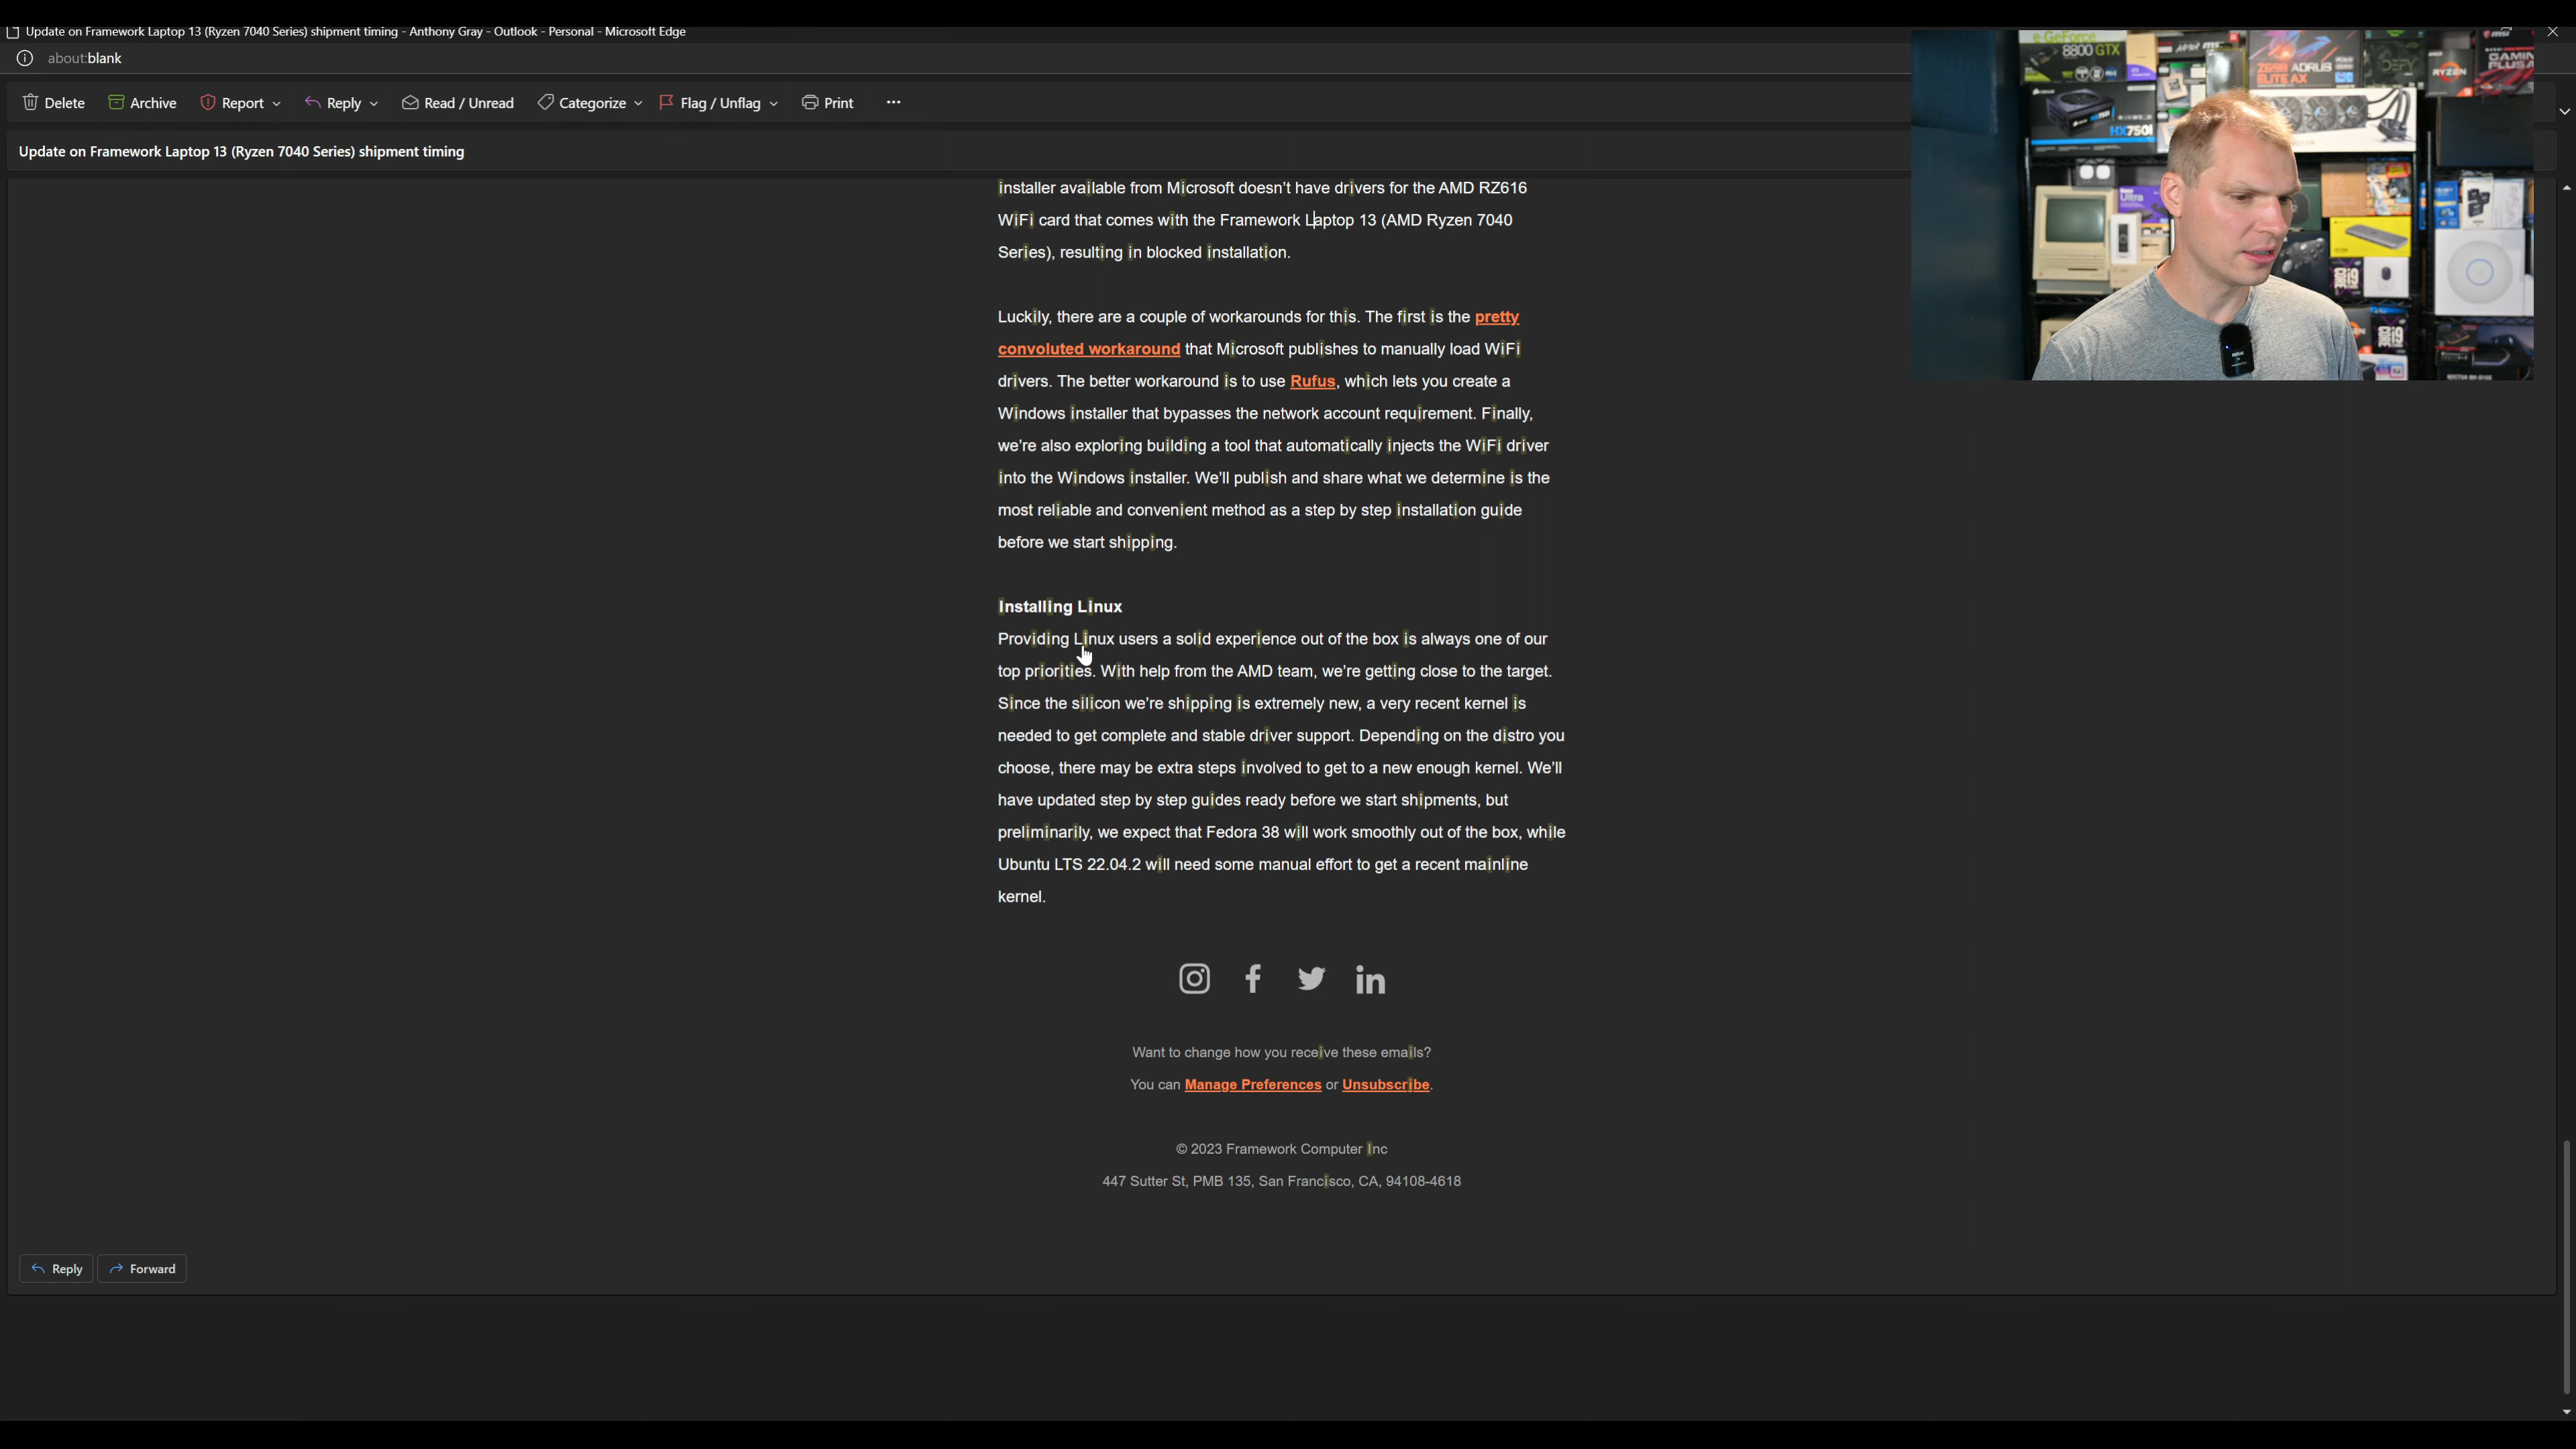 Update on Framework Laptop 13 (Ryzen 7040 Series) shipment timing - Anthony Gray - Outlook - Personal - Microsoft Edge
about:blank
Delete Archive Report Reply Read / Unread Categorize Flag / Unflag Print
Update on Framework Laptop 13 (Ryzen 7040 Series) shipment timing
installer available from Microsoft doesn't have drivers for the AMD RZ616
WiFi card that comes with the Framework Laptop 13 (AMD Ryzen 7040
Series), resulting in blocked installation.
Luckily, there are a couple of workarounds for this. The first is the pretty
convoluted workaround that Microsoft publishes to manually load WiFi
drivers. The better workaround is to use Rufus, which lets you create a
Windows installer that bypasses the network account requirement. Finally,
we're also exploring building a tool that automatically injects the WiFi driver
into the Windows installer. We'll publish and share what we determine is the
most reliable and convenient method as a step by step installation guide
before we start shipping.
Installing Linux
Providing Linux users a solid experience out of the box is always one of our
top priorities. With help from the AMD team, we're getting close to the target.
Since the silicon we're shipping is extremely new, a very recent kernel is
needed to get complete and stable driver support. Depending on the distro you
choose, there may be extra steps involved to get to a new enough kernel. We'll
have updated step by step guides ready before we start shipments, but
preliminarily, we expect that Fedora 38 will work smoothly out of the box, while
Ubuntu LTS 22.04.2 will need some manual effort to get a recent mainline
kernel.
Want to change how you receive these emails?
You can Manage Preferences or Unsubscribe.
© 2023 Framework Computer Inc
447 Sutter St, PMB 135, San Francisco, CA, 94108-4618
Reply Forward
e-GeForce
8800 GTX
HX750i
Ultra
Z690 AORUS
ELITE AX
RYZEN